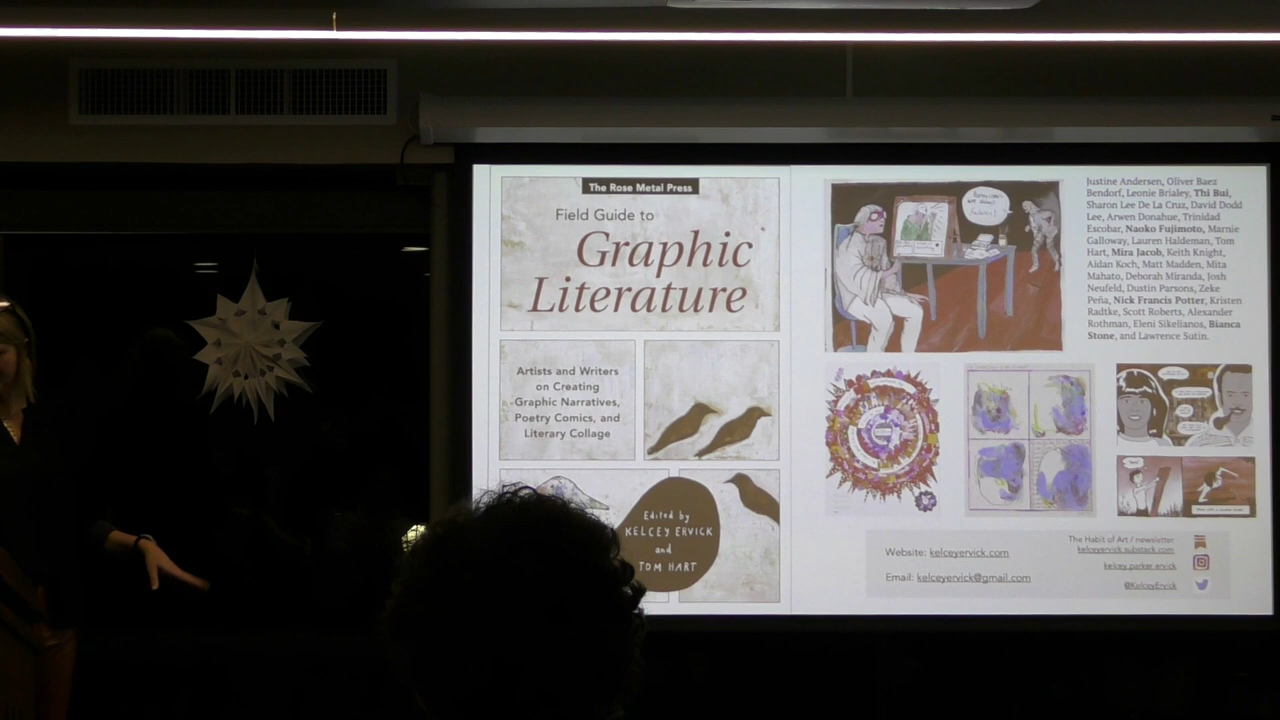 The Rose Metal Press
Field Guide to
Graphic
Literature
Artists and Writers
on Creating
Graphic Narratives,
Poetry Comics, and
Literary Collage
Edited by
KELCEY ERVICK
and
TOM HART
Justine Andersen, Oliver Baez
Bendorf, Leonie Brialey, Thi Bui,
Sharon Lee De La Cruz, David Dodd
Lee, Arwen Donahue, Trinidad
Escobar, Naoko Fujimoto, Marnie
Galloway, Lauren Haldeman, Tom
Hart, Mira Jacob, Keith Knight,
Aidan Koch, Matt Madden, Mita
Mahato, Deborah Miranda, Josh
Neufeld, Dustin Parsons, Zeke
Peña, Nick Francis Potter, Kristen
Radtke, Scott Roberts, Alexander
Rothman, Eleni Sikelianos, Bianca
Stone, and Lawrence Sutin.
Website: kelceyervick.com
Email: kelceyervick@gmail.com
The Habit of Art / newsletter
kelceyervick.substack.com
kelcey.parker.ervick
@KelceyErvick